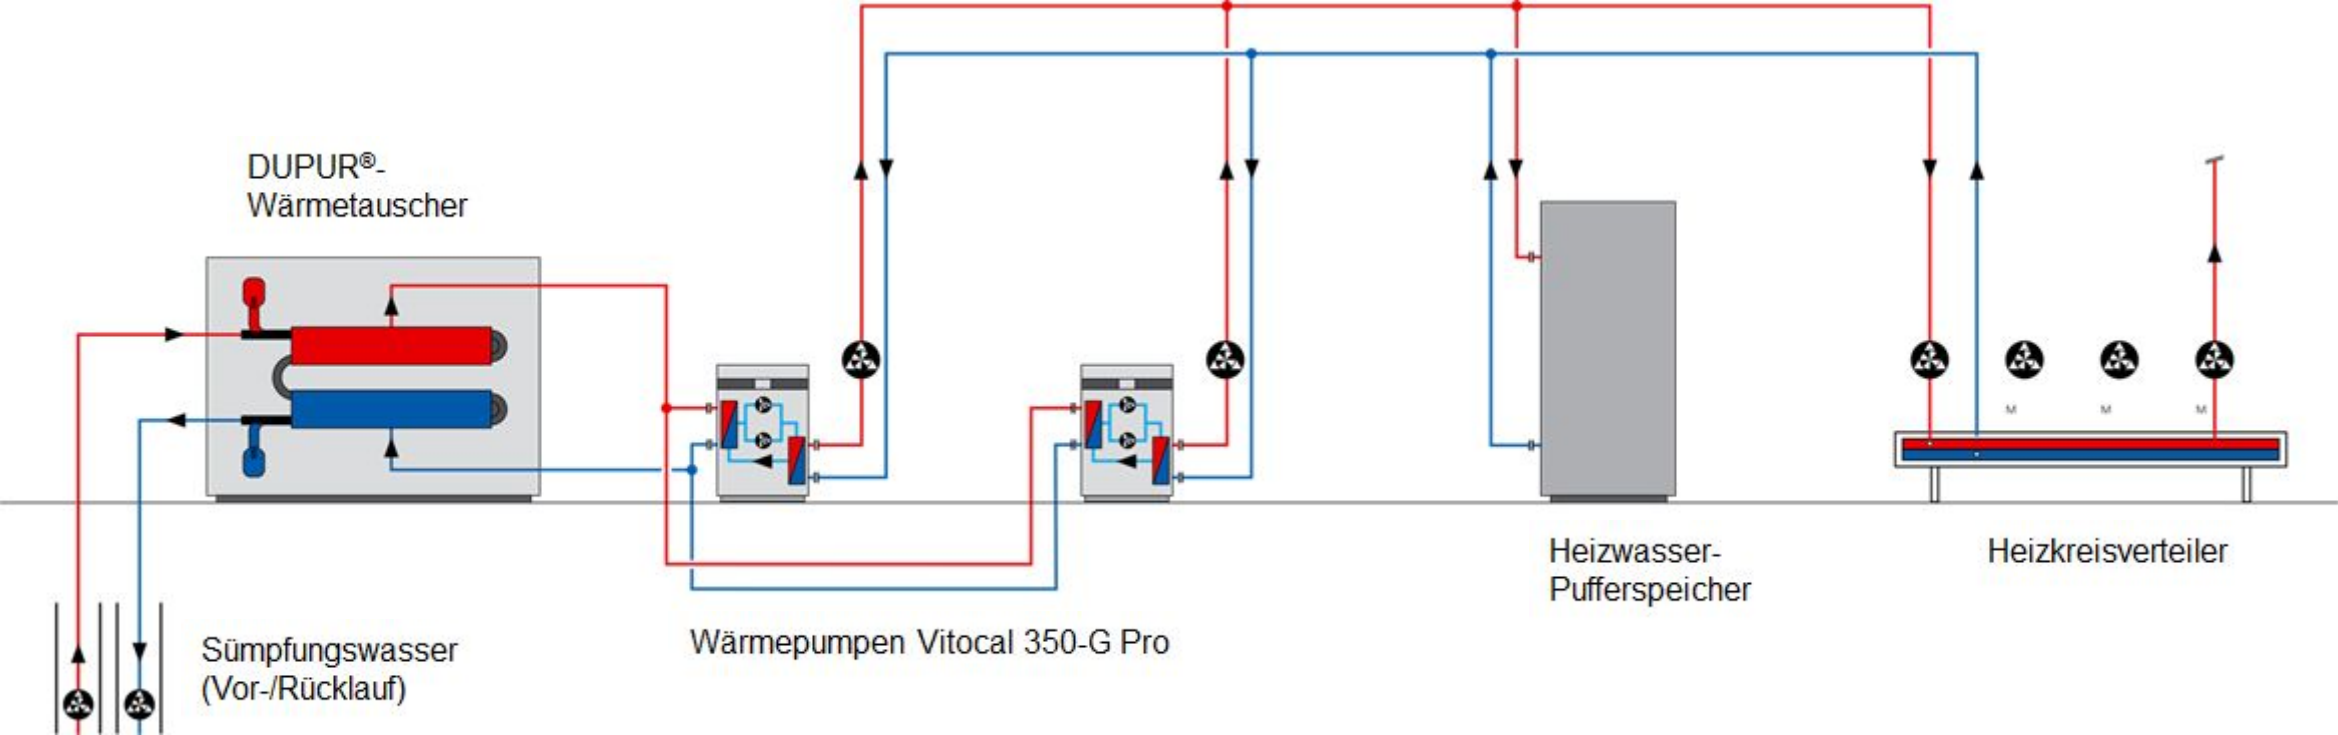 DUPUR®-
Wärmetauscher
M
M
M
Heizwasser-
Pufferspeicher
Heizkreisverteiler
Sümpfungswasser
(Vor-/Rücklauf)
Wärmepumpen Vitocal 350-G Pro